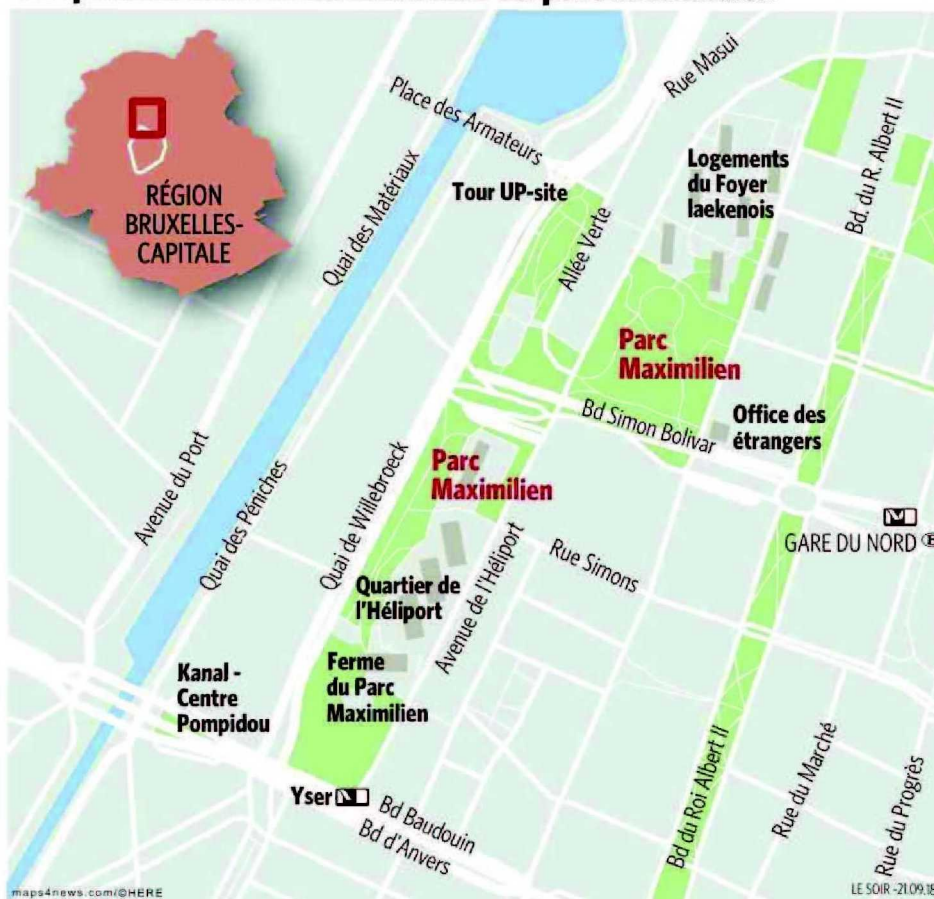 Rue Masui
Place des Armateurs
Bd. du R. Albert II
Logements
du Foyer
laekenois
RÉGION
BRUXELLES-
CAPITALE
Quai des Matériaux
Tour UP-site
Allée Verte
Parc
Maximilien
Bd Simon Bolivar
Office des
étrangers
Avenue du Port
Quai des Péniches
Quai de Willebroeck
Parc
Maximilien
GARE DU NORD
Rue Simons
Quartier de
l'Héliport
Avenue de l'Héliport
Kanal -
Centre
Pompidou
Ferme
du Parc
Maximilien
Yser
Bd Baudouin
Bd d'Anvers
Bd du Roi Albert II
Rue du Marché
Rue du Progrès
maps4news.com/©HERE
LE SOIR -21.09.18